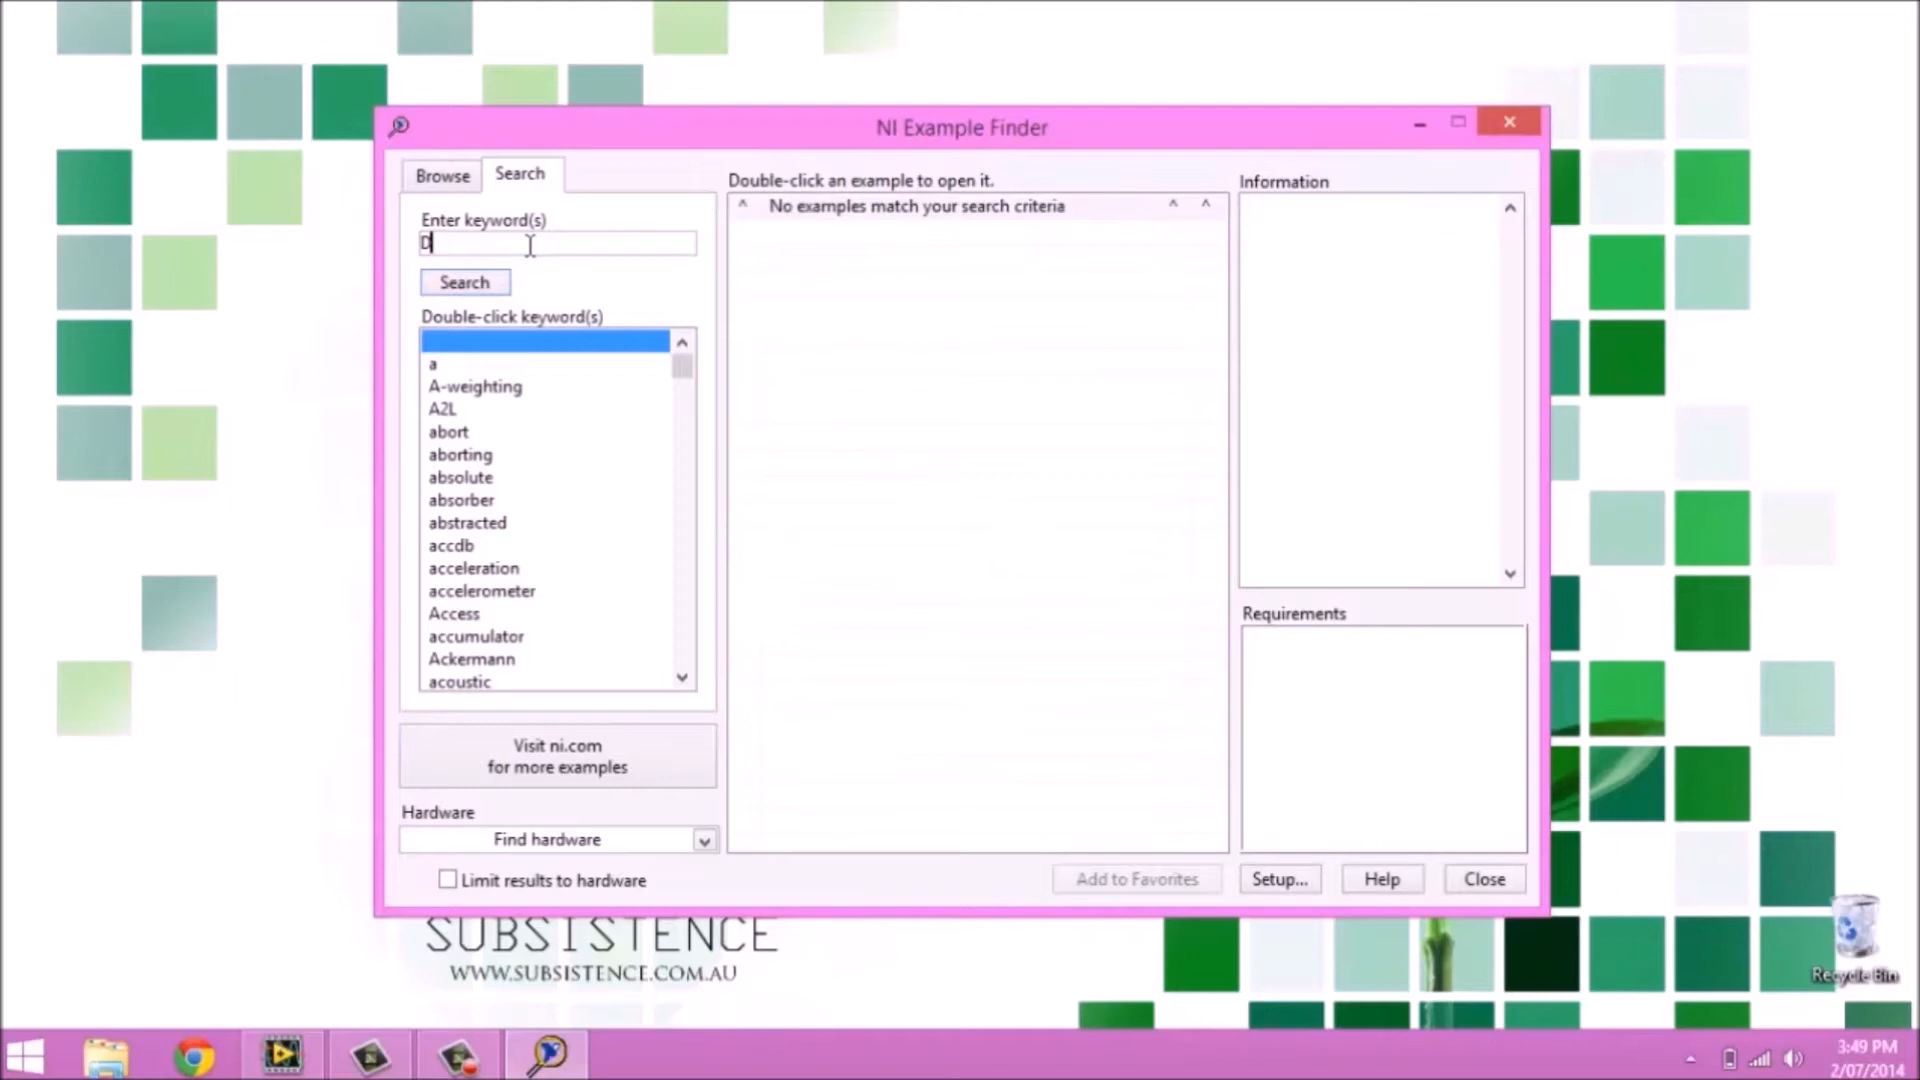 NI Example Finder
Browse
Search
Enter keyword(s)
D
Search
Double-click keyword(s)
a
A-weighting
A2L
abort
aborting
absolute
absorber
abstracted
accdb
acceleration
accelerometer
Access
accumulator
Ackermann
acoustic
Visit ni.com
for more examples
Hardware
Find hardware
Limit results to hardware
Double-click an example to open it.
No examples match your search criteria
Information
Requirements
Add to Favorites
Setup...
Help
Close
SUBSISTENCE
WWW.SUBSISTENCE.COM.AU
Recycle Bin
3:49 PM
2/07/2014